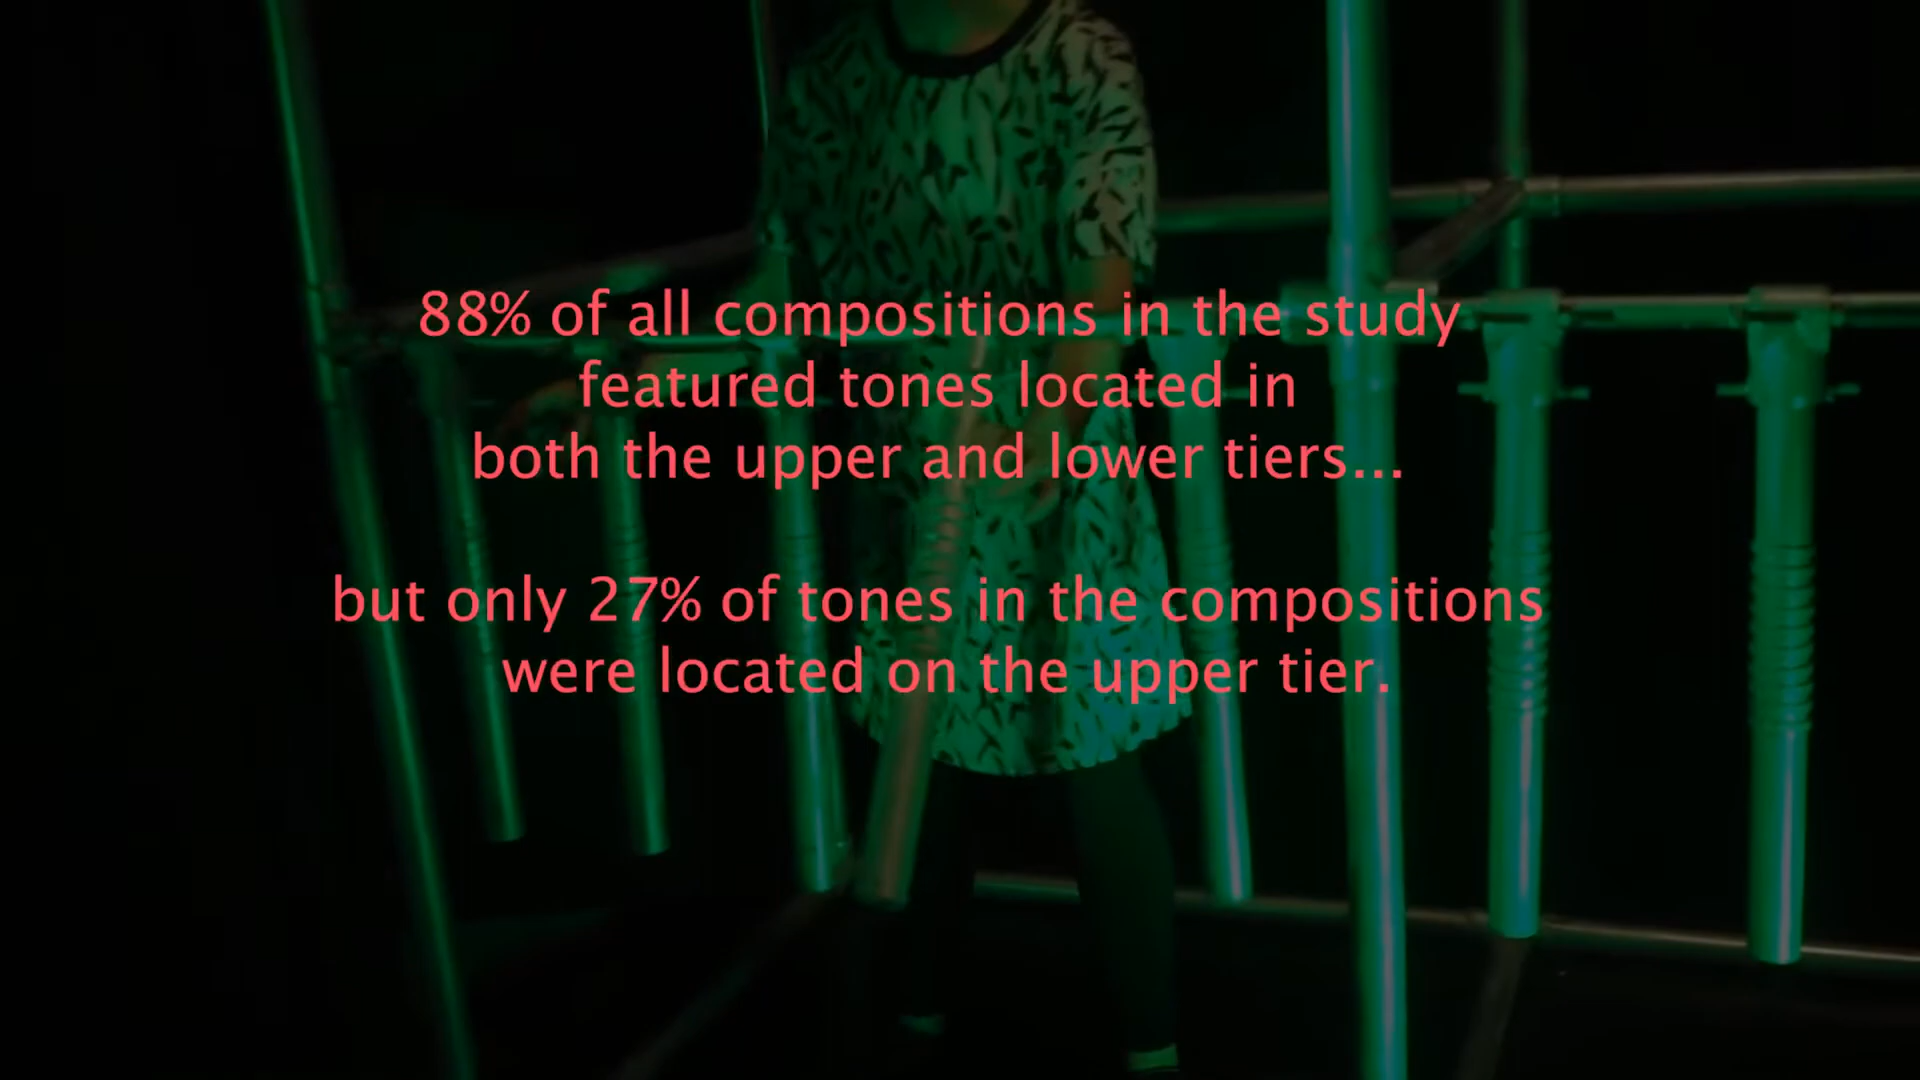 88% of all compositions in the study
featured tones located in
both the upper and lower tiers...
but only 27% of tones in the compositions
were located on the upper tier.